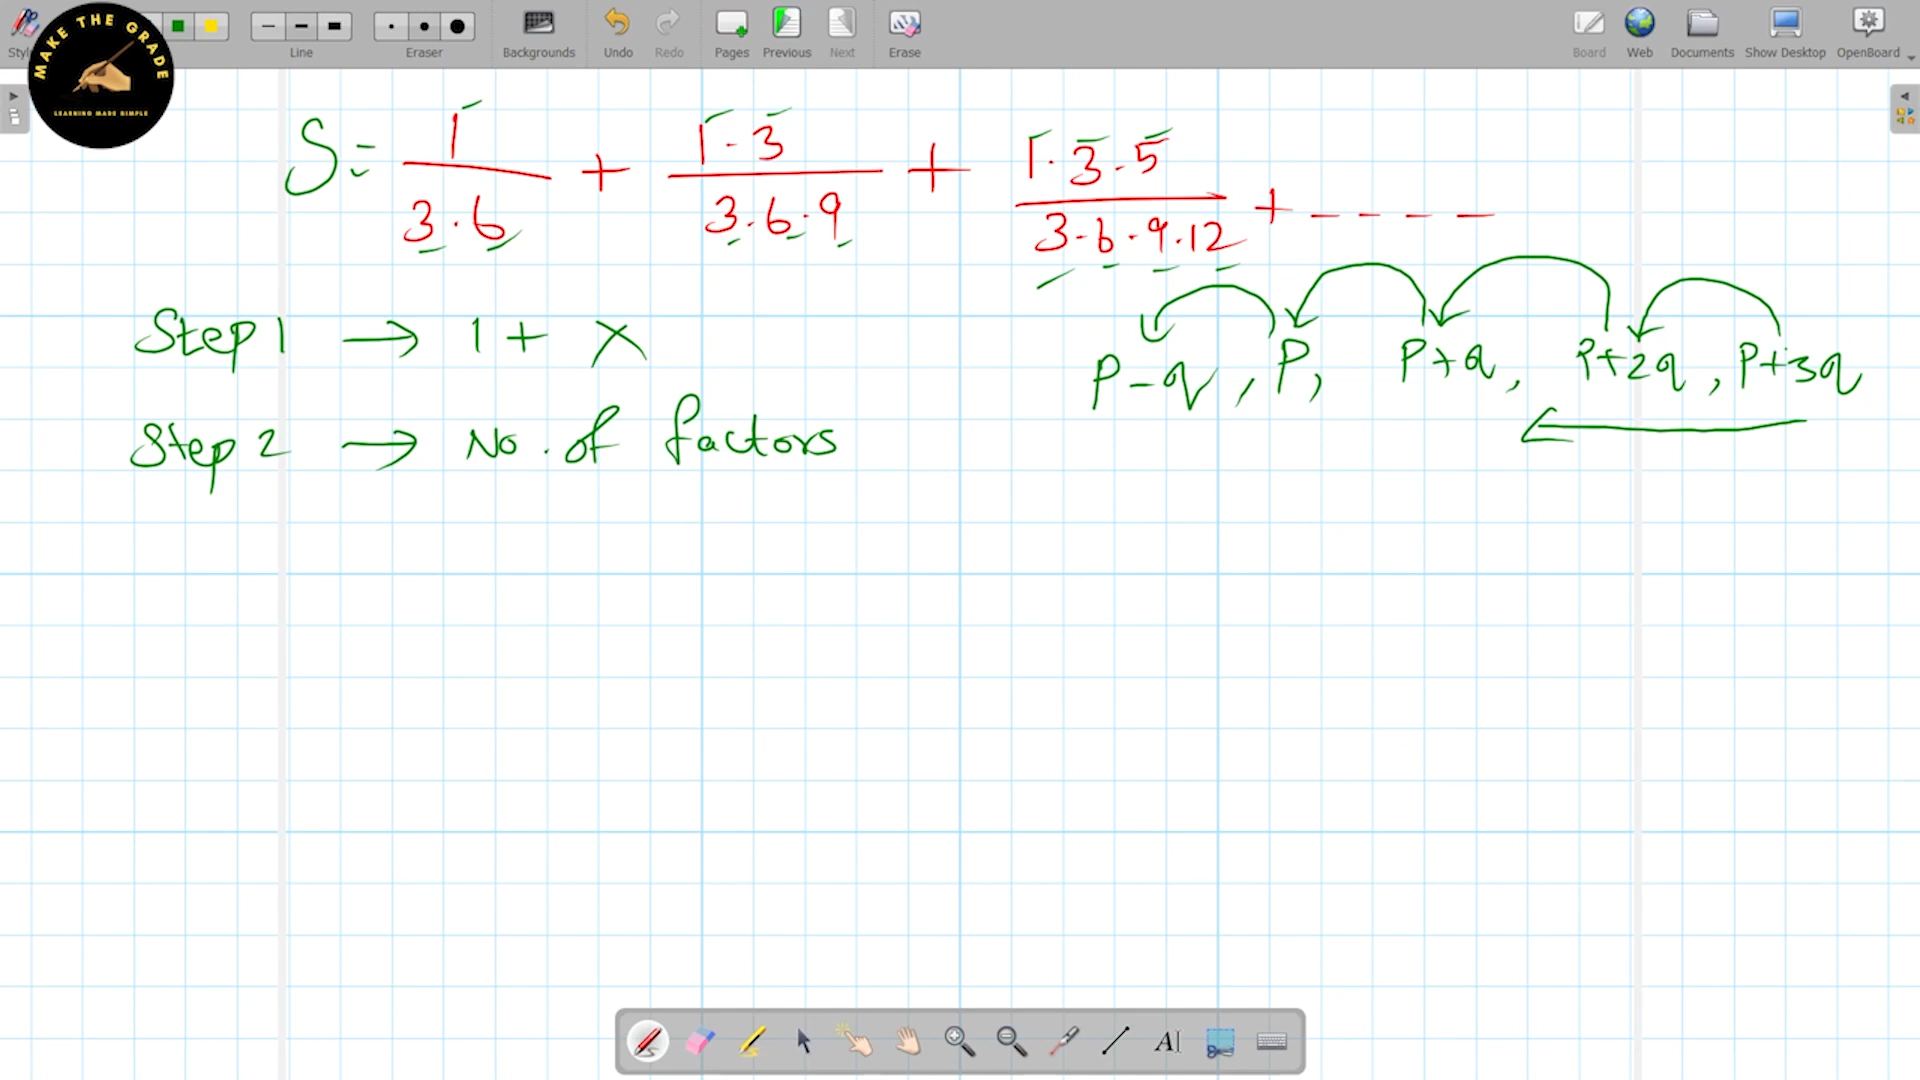 MAKE THE GRADE
LEARNING MADE SIMPLE
Line
Eraser
Backgrounds
Undo
Redo
Pages
Previous
Next
Erase
Board
Web
Documents
Show Desktop
OpenBoard
S = 1/(3·6) + (1·3)/(3·6·9) + (1·3·5)/(3·6·9·12) + - - - -
Step 1 → 1 + x
P - q, P, P+q, P+2q, P+3q
Step 2 → No. of factors